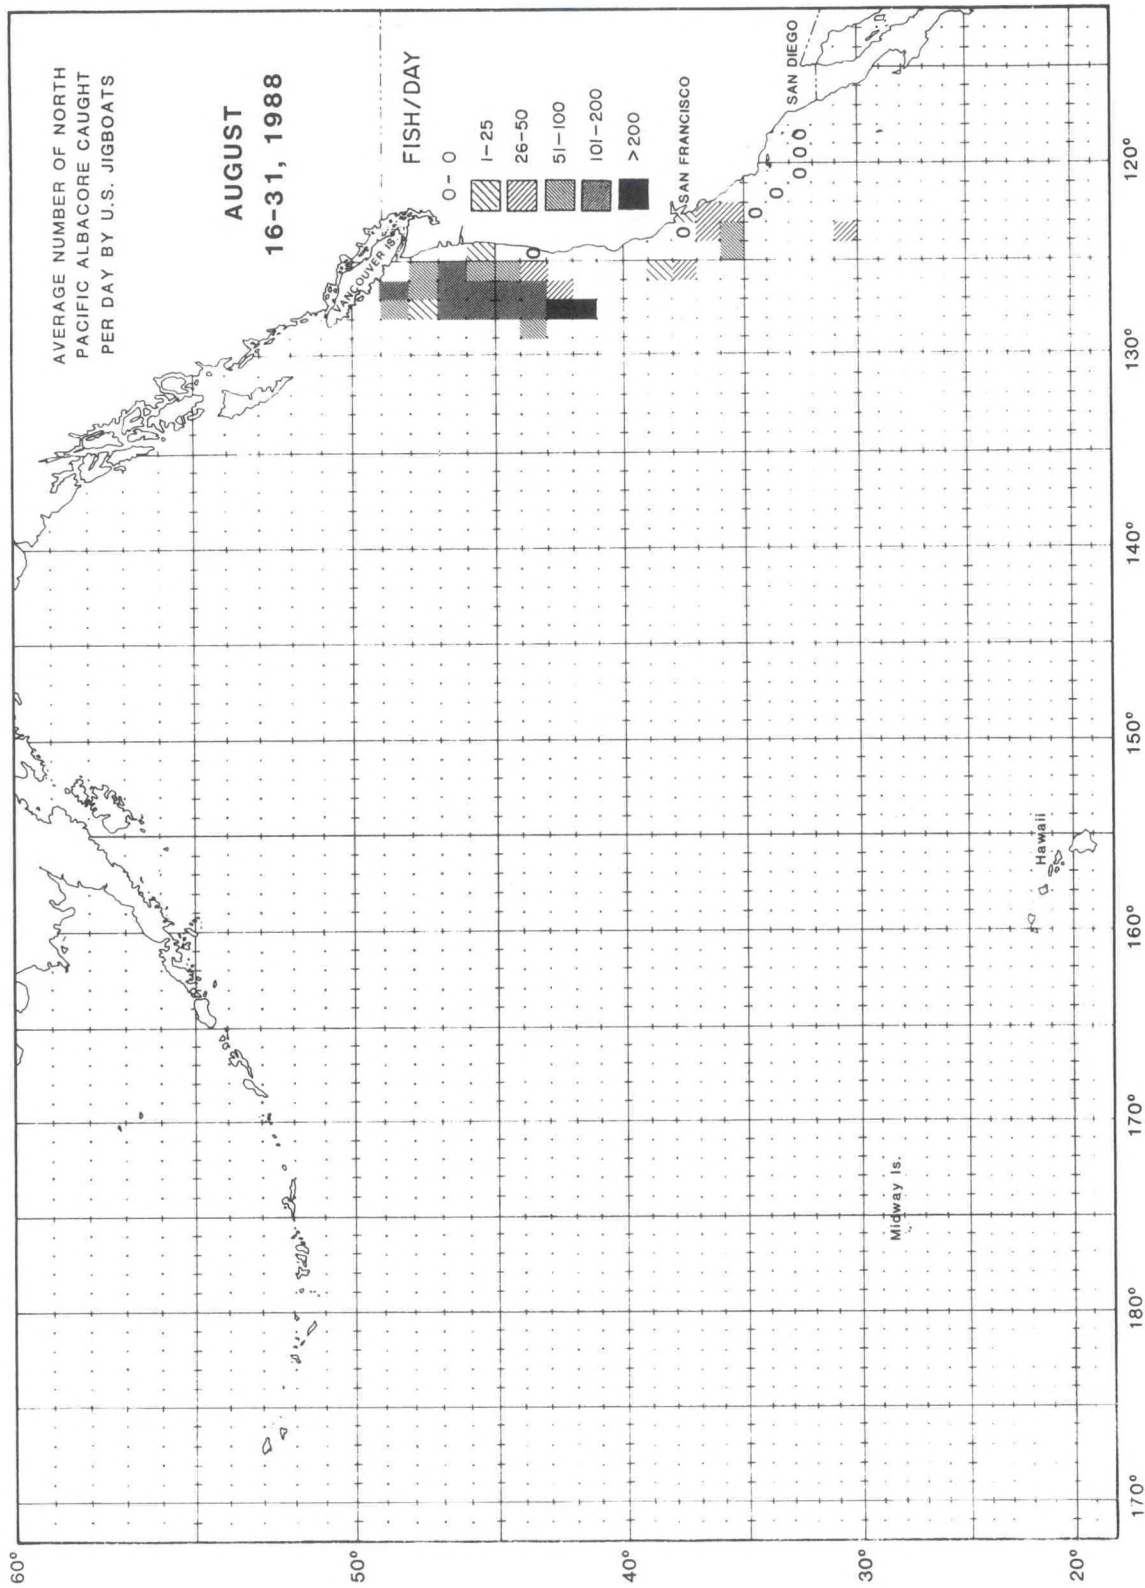 AVERAGE NUMBER OF NORTH
PACIFIC ALBACORE CAUGHT
PER DAY BY U.S. JIGBOATS
AUGUST
16-31, 1988
FISH/DAY
0 - 0
1-25
26-50
51-100
101-200
>200
VANCOUVER IS.
0
0
SAN FRANCISCO
0
0
0
0
0
SAN DIEGO
Hawaii
Midway Is.
60°
50°
40°
30°
20°
170°
180°
170°
160°
150°
140°
130°
120°